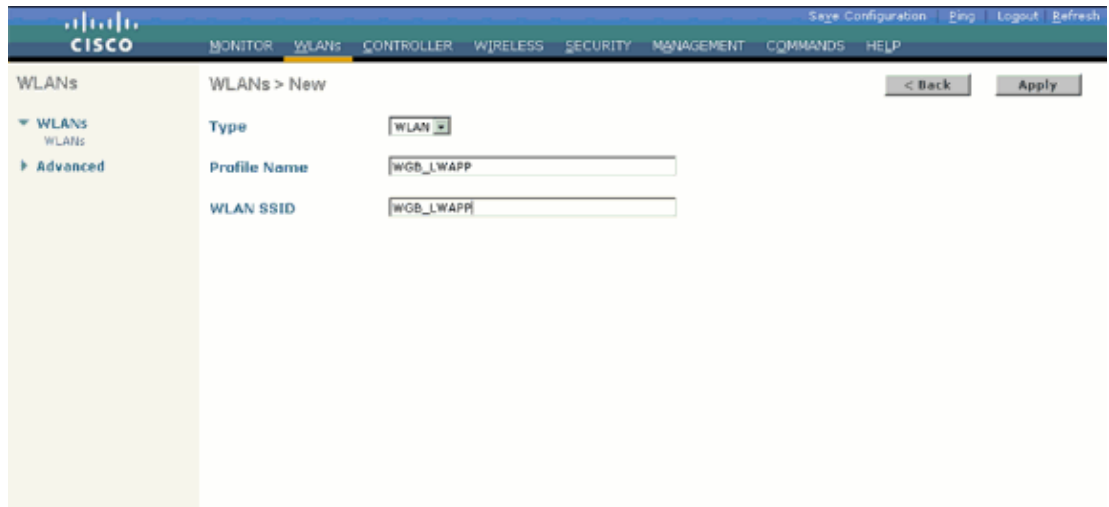 Save Configuration | Ping | Logout | Refresh
CISCO
MONITOR WLANs CONTROLLER WIRELESS SECURITY MANAGEMENT COMMANDS HELP
WLANs
WLANs > New
< Back
Apply
WLANs
WLANs
Advanced
Type
WLAN
Profile Name
WGB_LWAPP
WLAN SSID
WGB_LWAPP